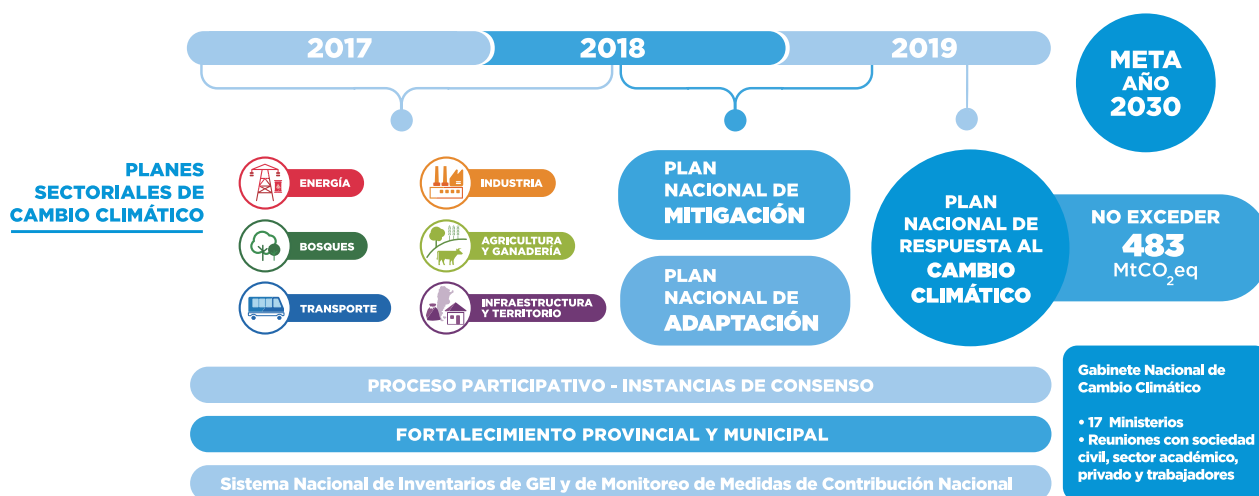 2017
2018
2019
META
AÑO
2030
PLANES
SECTORIALES DE
CAMBIO CLIMÁTICO
ENERGÍA
INDUSTRIA
BOSQUES
AGRICULTURA
Y GANADERÍA
TRANSPORTE
INFRAESTRUCTURA
Y TERRITORIO
PLAN
NACIONAL DE
MITIGACIÓN
PLAN
NACIONAL DE
ADAPTACIÓN
PLAN
NACIONAL DE
RESPUESTA AL
CAMBIO
CLIMÁTICO
NO EXCEDER
483
MtCO₂eq
PROCESO PARTICIPATIVO - INSTANCIAS DE CONSENSO
FORTALECIMIENTO PROVINCIAL Y MUNICIPAL
Sistema Nacional de Inventarios de GEI y de Monitoreo de Medidas de Contribución Nacional
Gabinete Nacional de
Cambio Climático
• 17 Ministerios
• Reuniones con sociedad
civil, sector académico,
privado y trabajadores